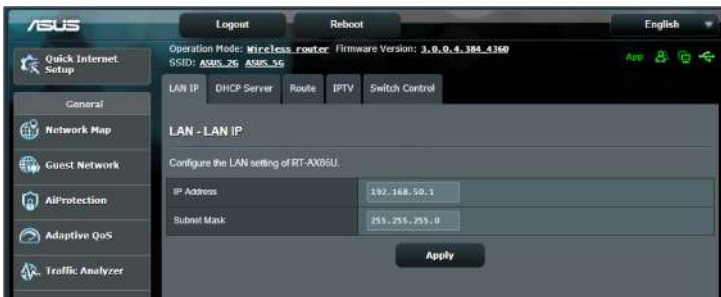 ASUS
Logout
Reboot
English
Quick Internet Setup
Operation Mode: Wireless router Firmware Version: 3.0.0.4.384_4360
SSID: ASUS_2G ASUS_5G
App
General
Network Map
Guest Network
AiProtection
Adaptive QoS
Traffic Analyzer
LAN IP
DHCP Server
Route
IPTV
Switch Control
LAN - LAN IP
Configure the LAN setting of RT-AX86U.
IP Address
192.168.50.1
Subnet Mask
255.255.255.0
Apply